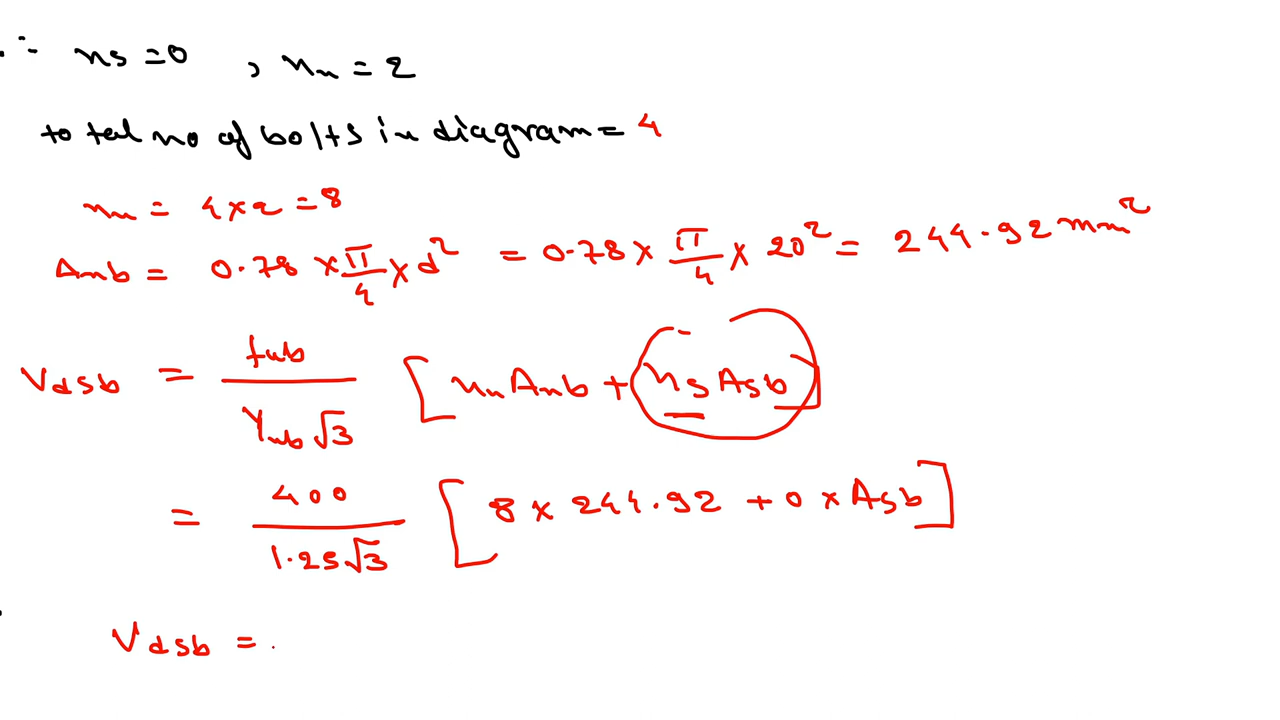 ∴ ns = 0 , nn = 2
total no of bolts in diagram = 4
nn = 4 × 2 = 8
Anb = 0.78 × π/4 × d² = 0.78 × π/4 × 20² = 244.92 mm²
Vdsb = fub / γub √3 [ nn Anb + ns Asb ]
= 400 / 1.25 √3 [ 8 × 244.92 + 0 × Asb ]
Vdsb = .